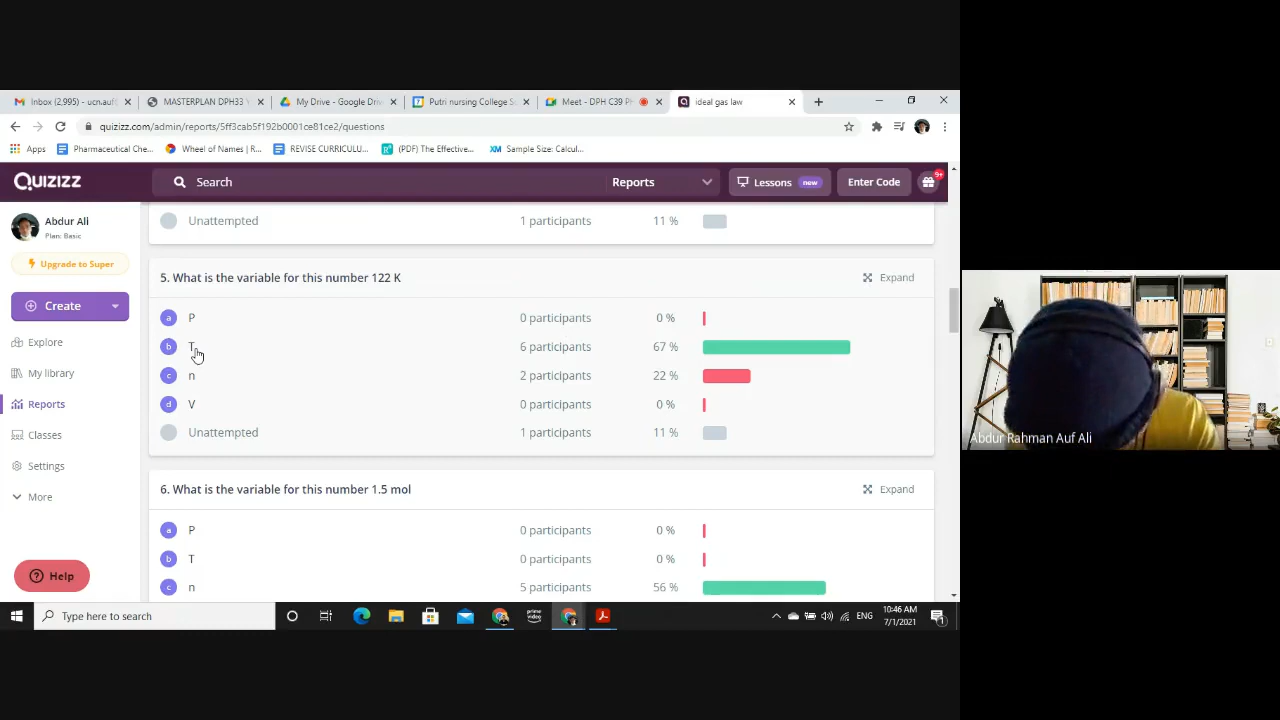 Inbox (2,995) - ucn.auf@
MASTERPLAN DPH33 Y
My Drive - Google Driv
Putri nursing College S
Meet - DPH C39 P
ideal gas law
quizizz.com/admin/reports/5ff3cab5f192b0001ce81ce2/questions
Apps
Pharmaceutical Che...
Wheel of Names | R...
REVISE CURRICULU...
(PDF) The Effective...
XM Sample Size: Calcul...
QUIZIZZ
Search
Reports
Lessons new
Enter Code
9+
Abdur Ali
Plan: Basic
Upgrade to Super
Create
Explore
My library
Reports
Classes
Settings
More
Help
Unattempted 1 participants 11 %
5. What is the variable for this number 122 K Expand
a P 0 participants 0 %
b T 6 participants 67 %
c n 2 participants 22 %
d V 0 participants 0 %
Unattempted 1 participants 11 %
6. What is the variable for this number 1.5 mol Expand
a P 0 participants 0 %
b T 0 participants 0 %
c n 5 participants 56 %
Type here to search
prime video
ENG
10:46 AM
7/1/2021
1
Abdur Rahman Auf Ali